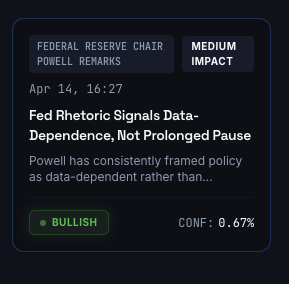 FEDERAL RESERVE CHAIR
POWELL REMARKS
MEDIUM
IMPACT
Apr 14, 16:27
Fed Rhetoric Signals Data-
Dependence, Not Prolonged Pause
Powell has consistently framed policy
as data-dependent rather than...
BULLISH
CONF: 0.67%